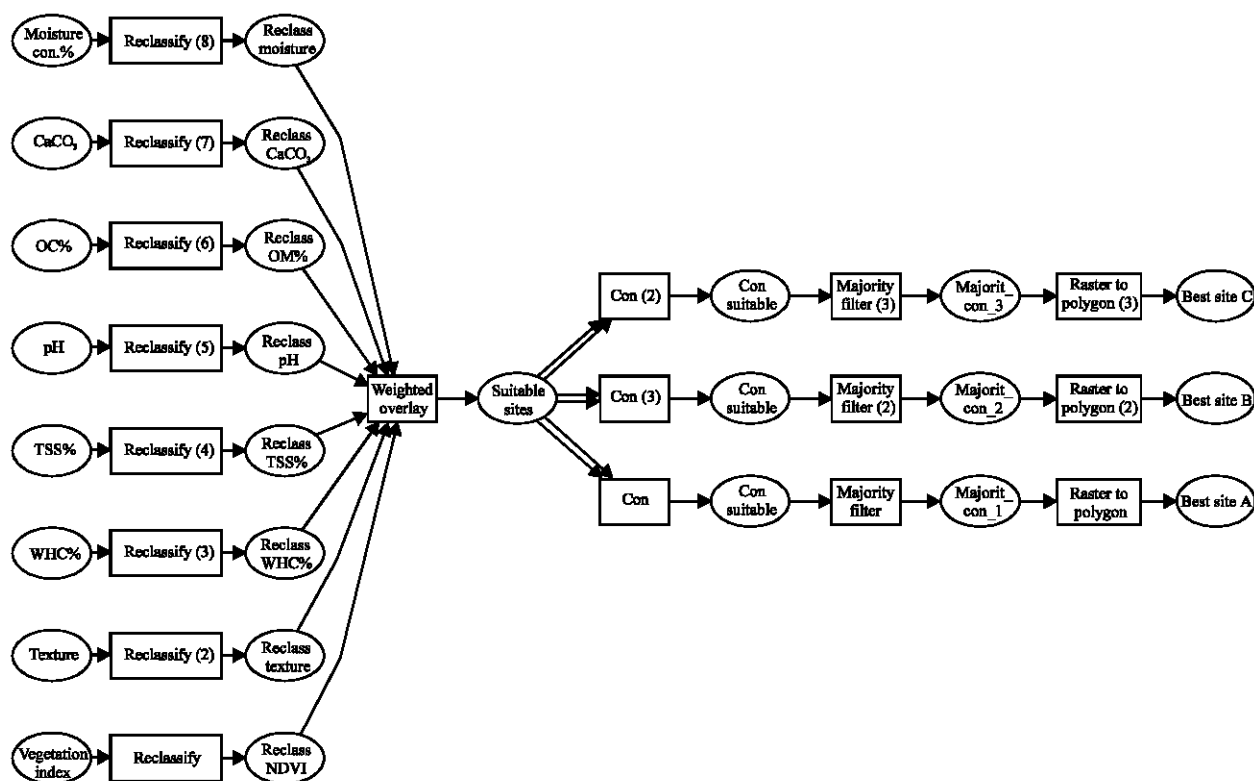 Moisture
con.%
Reclassify (8)
Reclass
moisture
CaCO₃
Reclassify (7)
Reclass
CaCO₃
OC%
Reclassify (6)
Reclass
OM%
pH
Reclassify (5)
Reclass
pH
TSS%
Reclassify (4)
Reclass
TSS%
WHC%
Reclassify (3)
Reclass
WHC%
Texture
Reclassify (2)
Reclass
texture
Vegetation
index
Reclassify
Reclass
NDVI
Weighted
overlay
Suitable
sites
Con (2)
Con
suitable
Majority
filter (3)
Majorit_
con_3
Raster to
polygon (3)
Best site C
Con (3)
Con
suitable
Majority
filter (2)
Majorit_
con_2
Raster to
polygon (2)
Best site B
Con
Con
suitable
Majority
filter
Majorit_
con_1
Raster to
polygon
Best site A